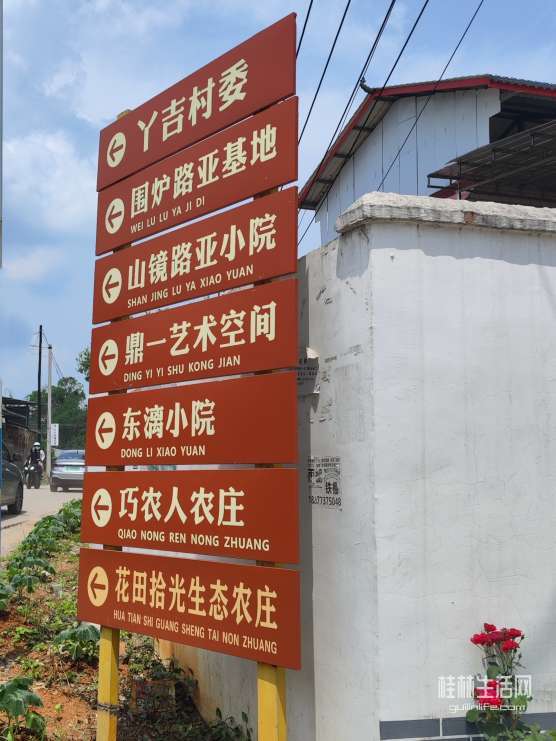 丫吉村委
围炉路亚基地
WEI LU LU YA JI DI
山镜路亚小院
SHAN JING LU YA XIAO YUAN
鼎一艺术空间
DING YI YI SHU KONG JIAN
东漓小院
DONG LI XIAO YUAN
巧农人农庄
QIAO NONG REN NONG ZHUANG
花田拾光生态农庄
HUA TIAN SHI GUANG SHENG TAI NON ZHUANG
桂林生活网
guilinlife.com